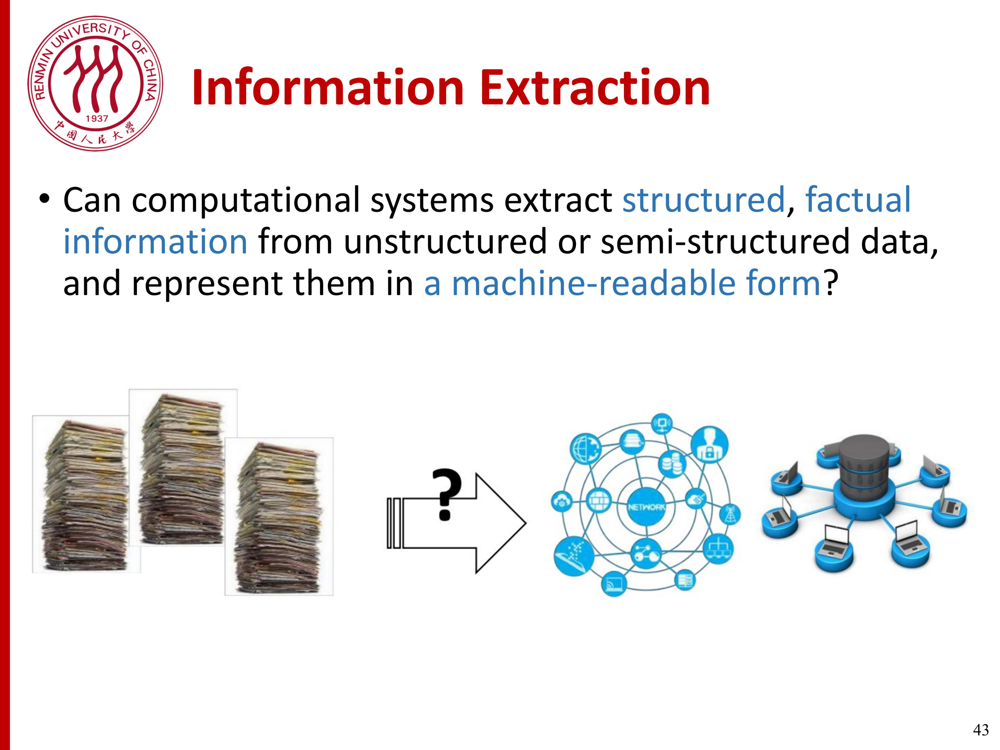 RENMIN UNIVERSITY OF CHINA
1937
中国人民大學
Information Extraction
• Can computational systems extract structured, factual
information from unstructured or semi-structured data,
and represent them in a machine-readable form?
?
NETWORK
43